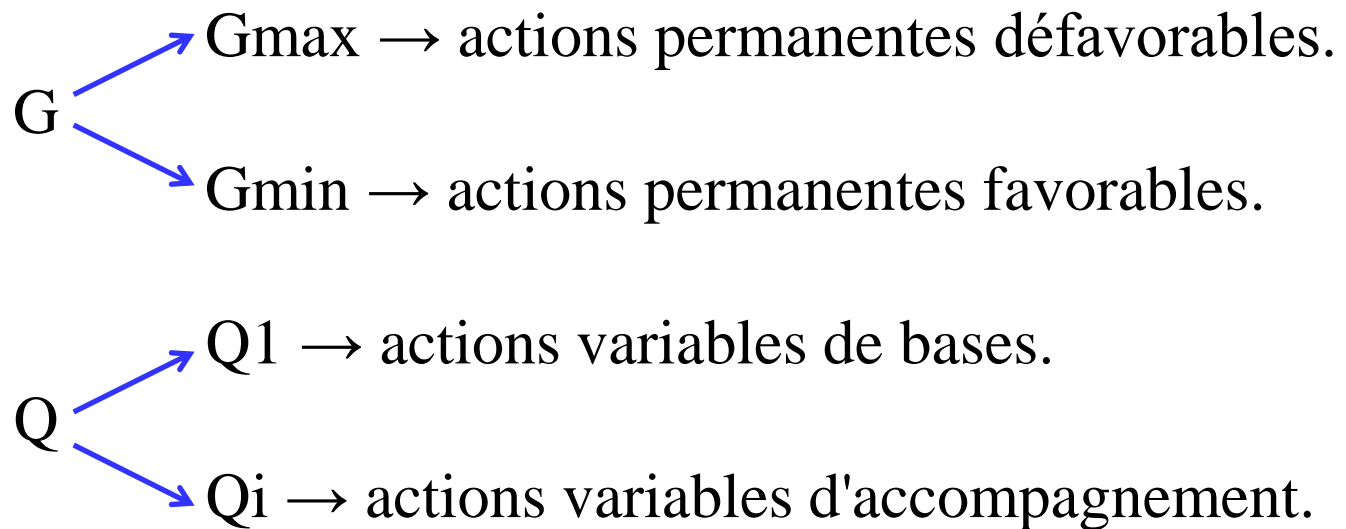 Gmax → actions permanentes défavorables.
G
Gmin → actions permanentes favorables.
Q1 → actions variables de bases.
Q
Qi → actions variables d'accompagnement.